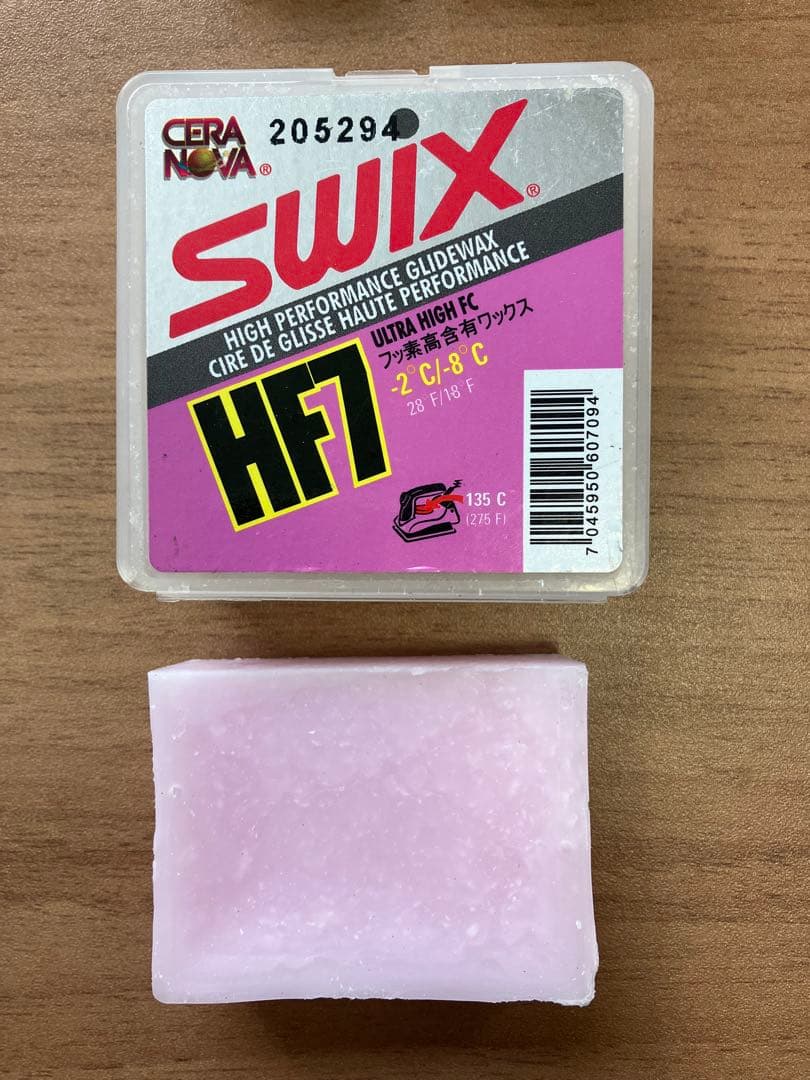 CERA
NOVA®
205294
SWIX®
HIGH PERFORMANCE GLIDEWAX
CIRE DE GLISSE HAUTE PERFORMANCE
HF7
ULTRA HIGH FC
フッ素高含有ワックス
-2°C/-8°C
28°F/18°F
135 C
(275 F)
7 045950 607094